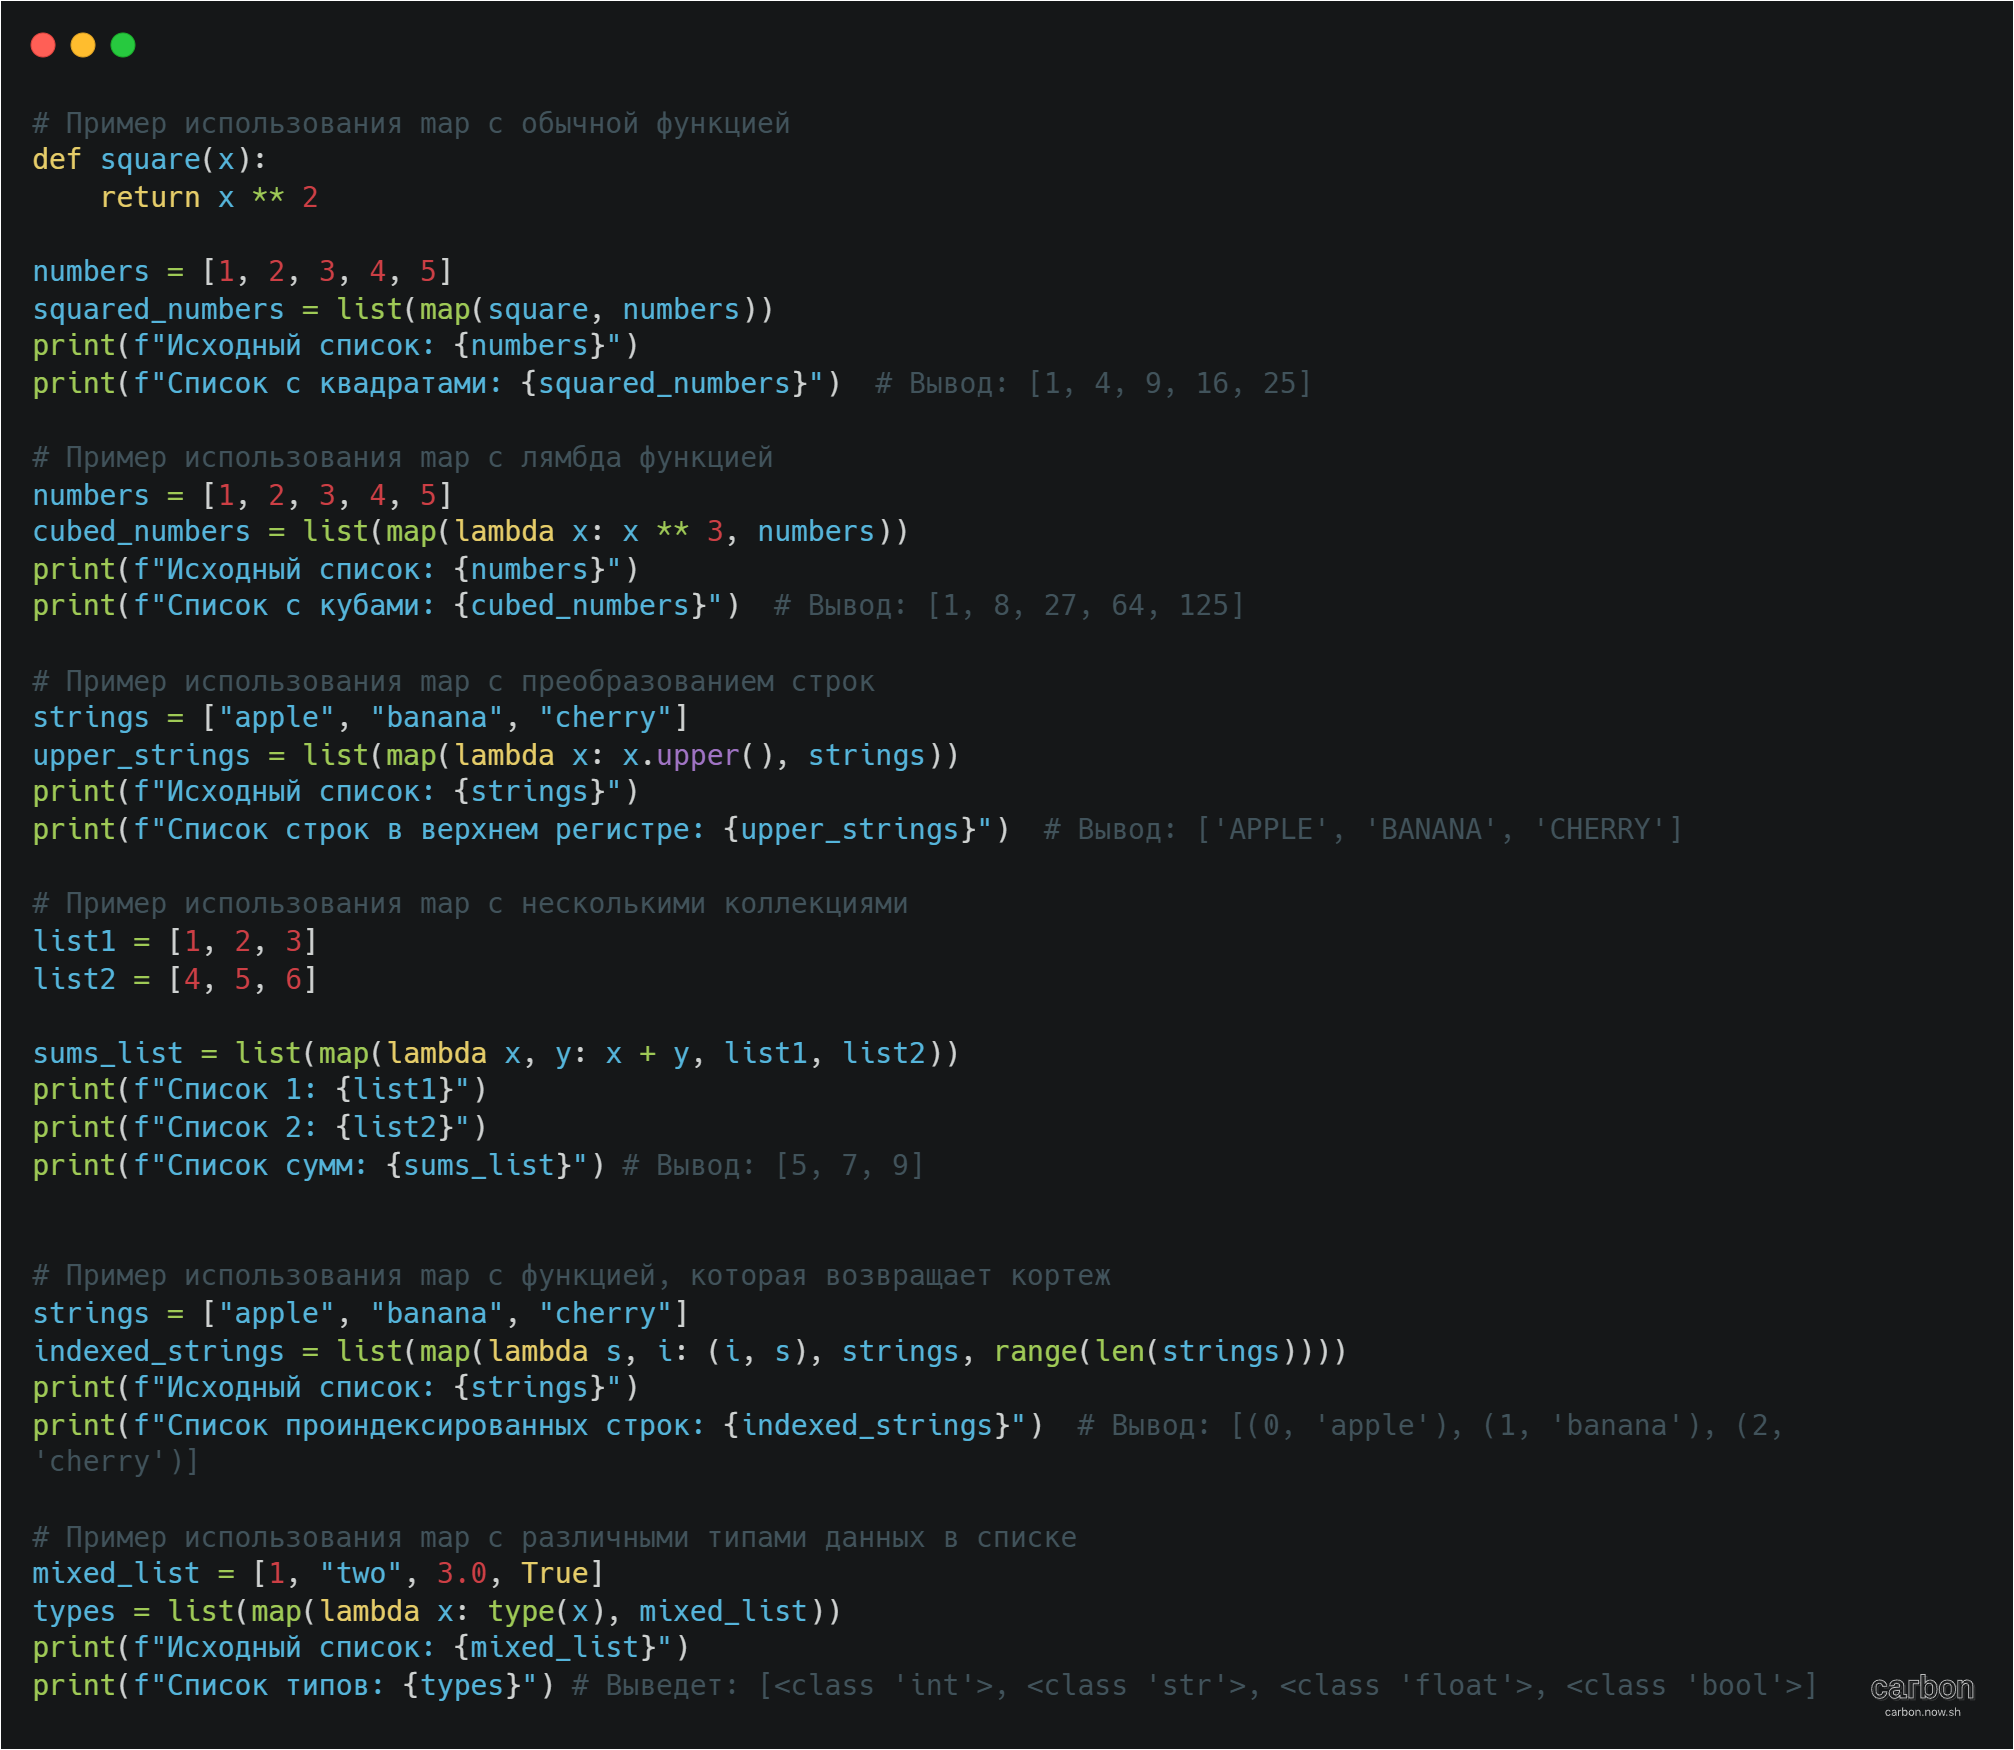 # Пример использования map с обычной функцией
def square(x):
    return x ** 2

numbers = [1, 2, 3, 4, 5]
squared_numbers = list(map(square, numbers))
print(f"Исходный список: {numbers}")
print(f"Список с квадратами: {squared_numbers}")  # Вывод: [1, 4, 9, 16, 25]

# Пример использования map с лямбда функцией
numbers = [1, 2, 3, 4, 5]
cubed_numbers = list(map(lambda x: x ** 3, numbers))
print(f"Исходный список: {numbers}")
print(f"Список с кубами: {cubed_numbers}")  # Вывод: [1, 8, 27, 64, 125]

# Пример использования map с преобразованием строк
strings = ["apple", "banana", "cherry"]
upper_strings = list(map(lambda x: x.upper(), strings))
print(f"Исходный список: {strings}")
print(f"Список строк в верхнем регистре: {upper_strings}")  # Вывод: ['APPLE', 'BANANA', 'CHERRY']

# Пример использования map с несколькими коллекциями
list1 = [1, 2, 3]
list2 = [4, 5, 6]

sums_list = list(map(lambda x, y: x + y, list1, list2))
print(f"Список 1: {list1}")
print(f"Список 2: {list2}")
print(f"Список сумм: {sums_list}") # Вывод: [5, 7, 9]


# Пример использования map с функцией, которая возвращает кортеж
strings = ["apple", "banana", "cherry"]
indexed_strings = list(map(lambda s, i: (i, s), strings, range(len(strings))))
print(f"Исходный список: {strings}")
print(f"Список проиндексированных строк: {indexed_strings}")  # Вывод: [(0, 'apple'), (1, 'banana'), (2,
'cherry')]

# Пример использования map с различными типами данных в списке
mixed_list = [1, "two", 3.0, True]
types = list(map(lambda x: type(x), mixed_list))
print(f"Исходный список: {mixed_list}")
print(f"Список типов: {types}") # Выведет: [<class 'int'>, <class 'str'>, <class 'float'>, <class 'bool'>]
carbon
carbon.now.sh